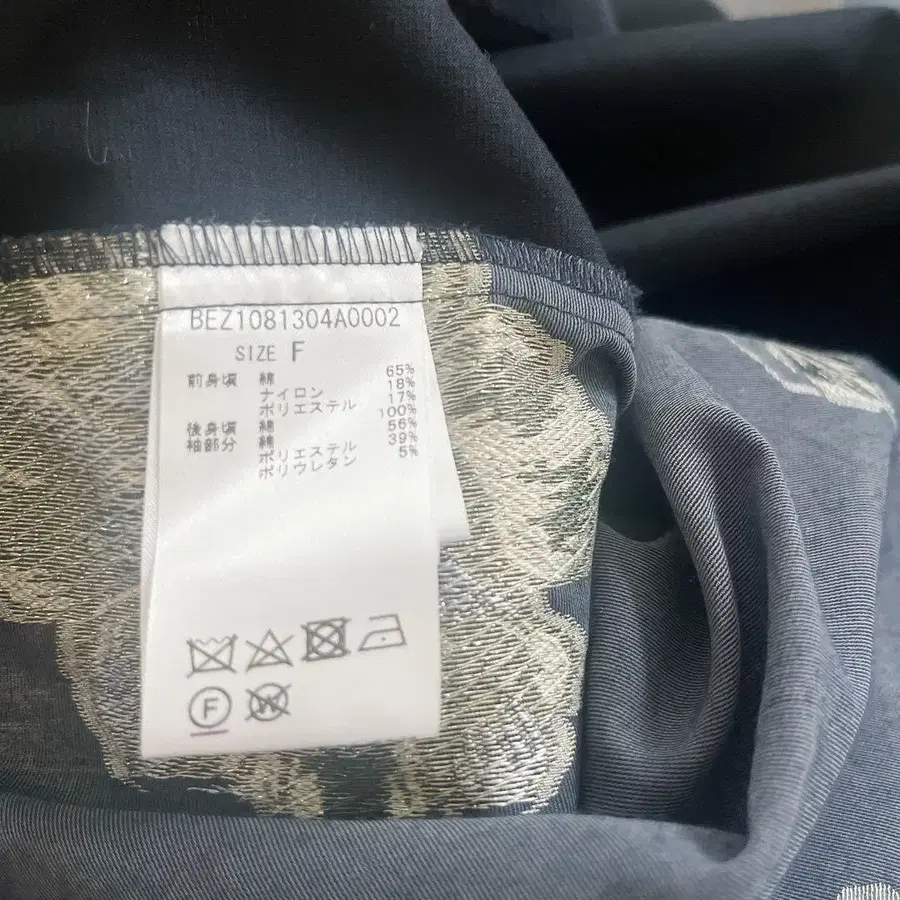 BEZ1081304A0002
SIZE F
前身頃 綿 65%
ナイロン 18%
ポリエステル 17%
後身頃 綿 100%
袖部分 綿 56%
ポリエステル 39%
ポリウレタン 5%
F
W